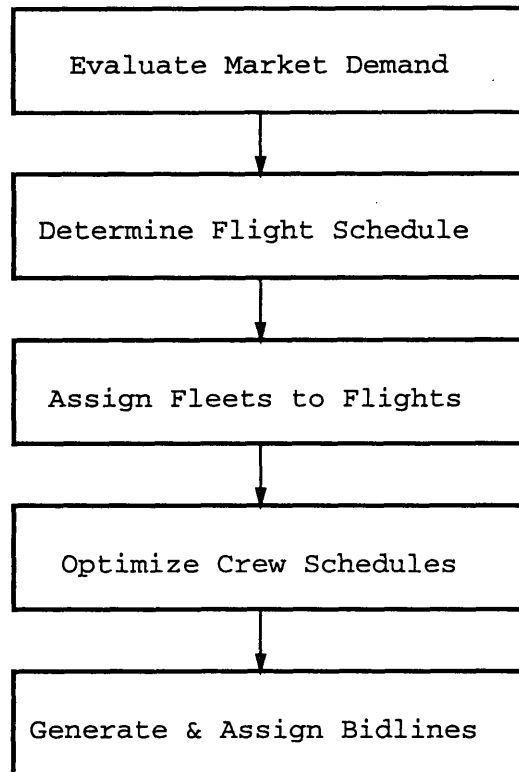 Evaluate Market Demand
Determine Flight Schedule
Assign Fleets to Flights
Optimize Crew Schedules
Generate & Assign Bidlines